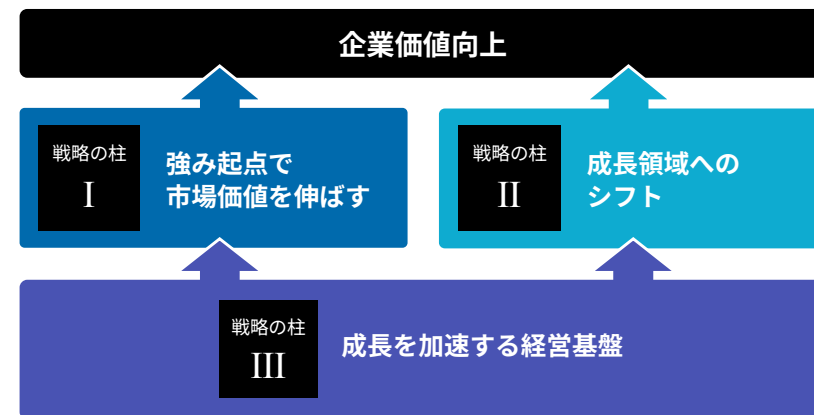 企業価値向上
戦略の柱
I
強み起点で
市場価値を伸ばす
戦略の柱
II
成長領域への
シフト
戦略の柱
III
成長を加速する経営基盤